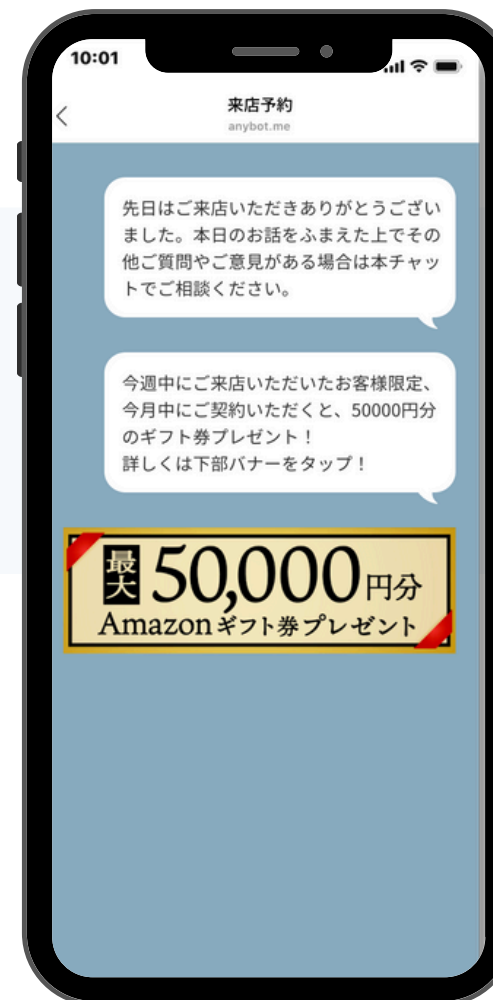 10:01
来店予約
anybot.me
先日はご来店いただきありがとうござい
ました。本日のお話をふまえた上でその
他ご質問やご意見がある場合は本チャッ
トでご相談ください。
今週中にご来店いただいたお客様限定、
今月中にご契約いただくと、50000円分
のギフト券プレゼント！
詳しくは下部バナーをタップ！
最大50,000円分
Amazonギフト券プレゼント